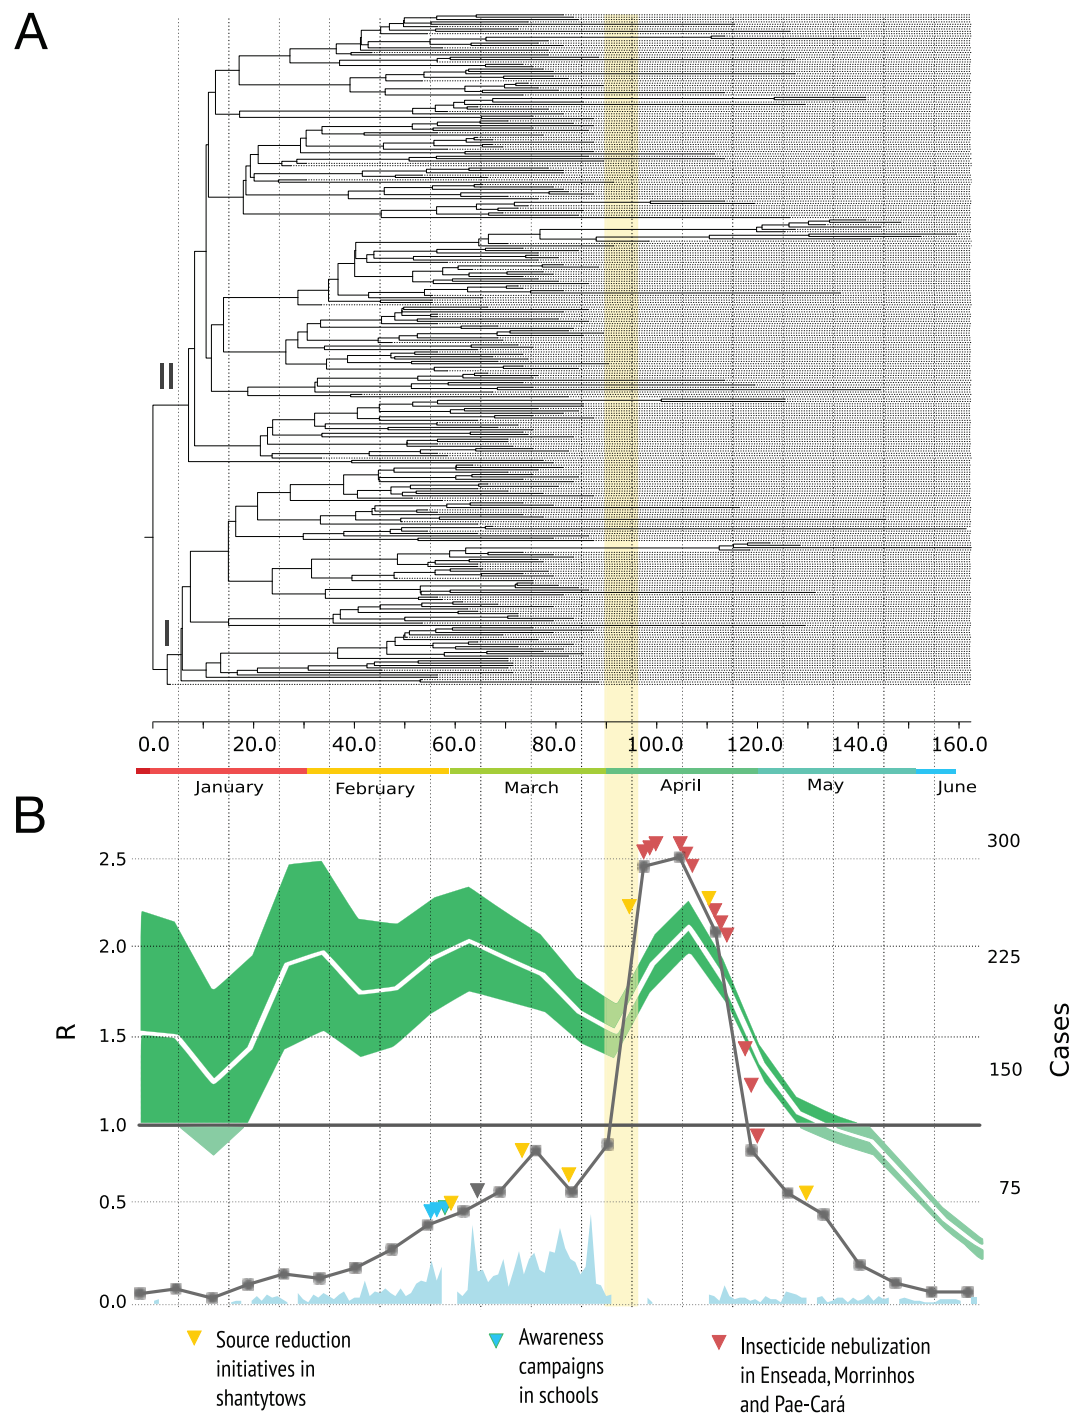 A
II
I
0.0 20.0 40.0 60.0 80.0 100.0 120.0 140.0 160.0
January February March April May June
B
300
2.5
2.0
225
R
1.5
150
Cases
1.0
0.5
75
0.0
Source reduction
initiatives in
shantytows
Awareness
campaigns
in schools
Insecticide nebulization
in Enseada, Morrinhos
and Pae-Cará